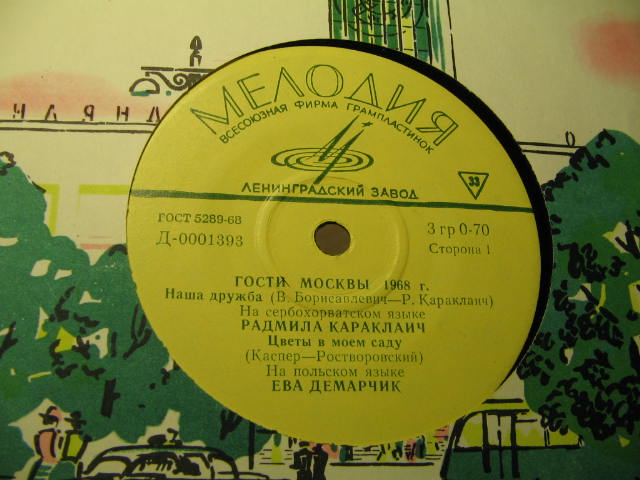 МЕЛОДИЯ
ВСЕСОЮЗНАЯ ФИРМА ГРАМПЛАСТИНОК
ЛЕНИНГРАДСКИЙ ЗАВОД
33
ГОСТ 5289-68
Д-0001393
3 гр 0-70
Сторона 1
ГОСТИ МОСКВЫ 1968 г.
Наша дружба (В. Борисавлевич—Р. Караклаич)
На сербохорватском языке
РАДМИЛА КАРАКЛАИЧ
Цветы в моем саду
(Каспер—Ростворовский)
На польском языке
ЕВА ДЕМАРЧИК